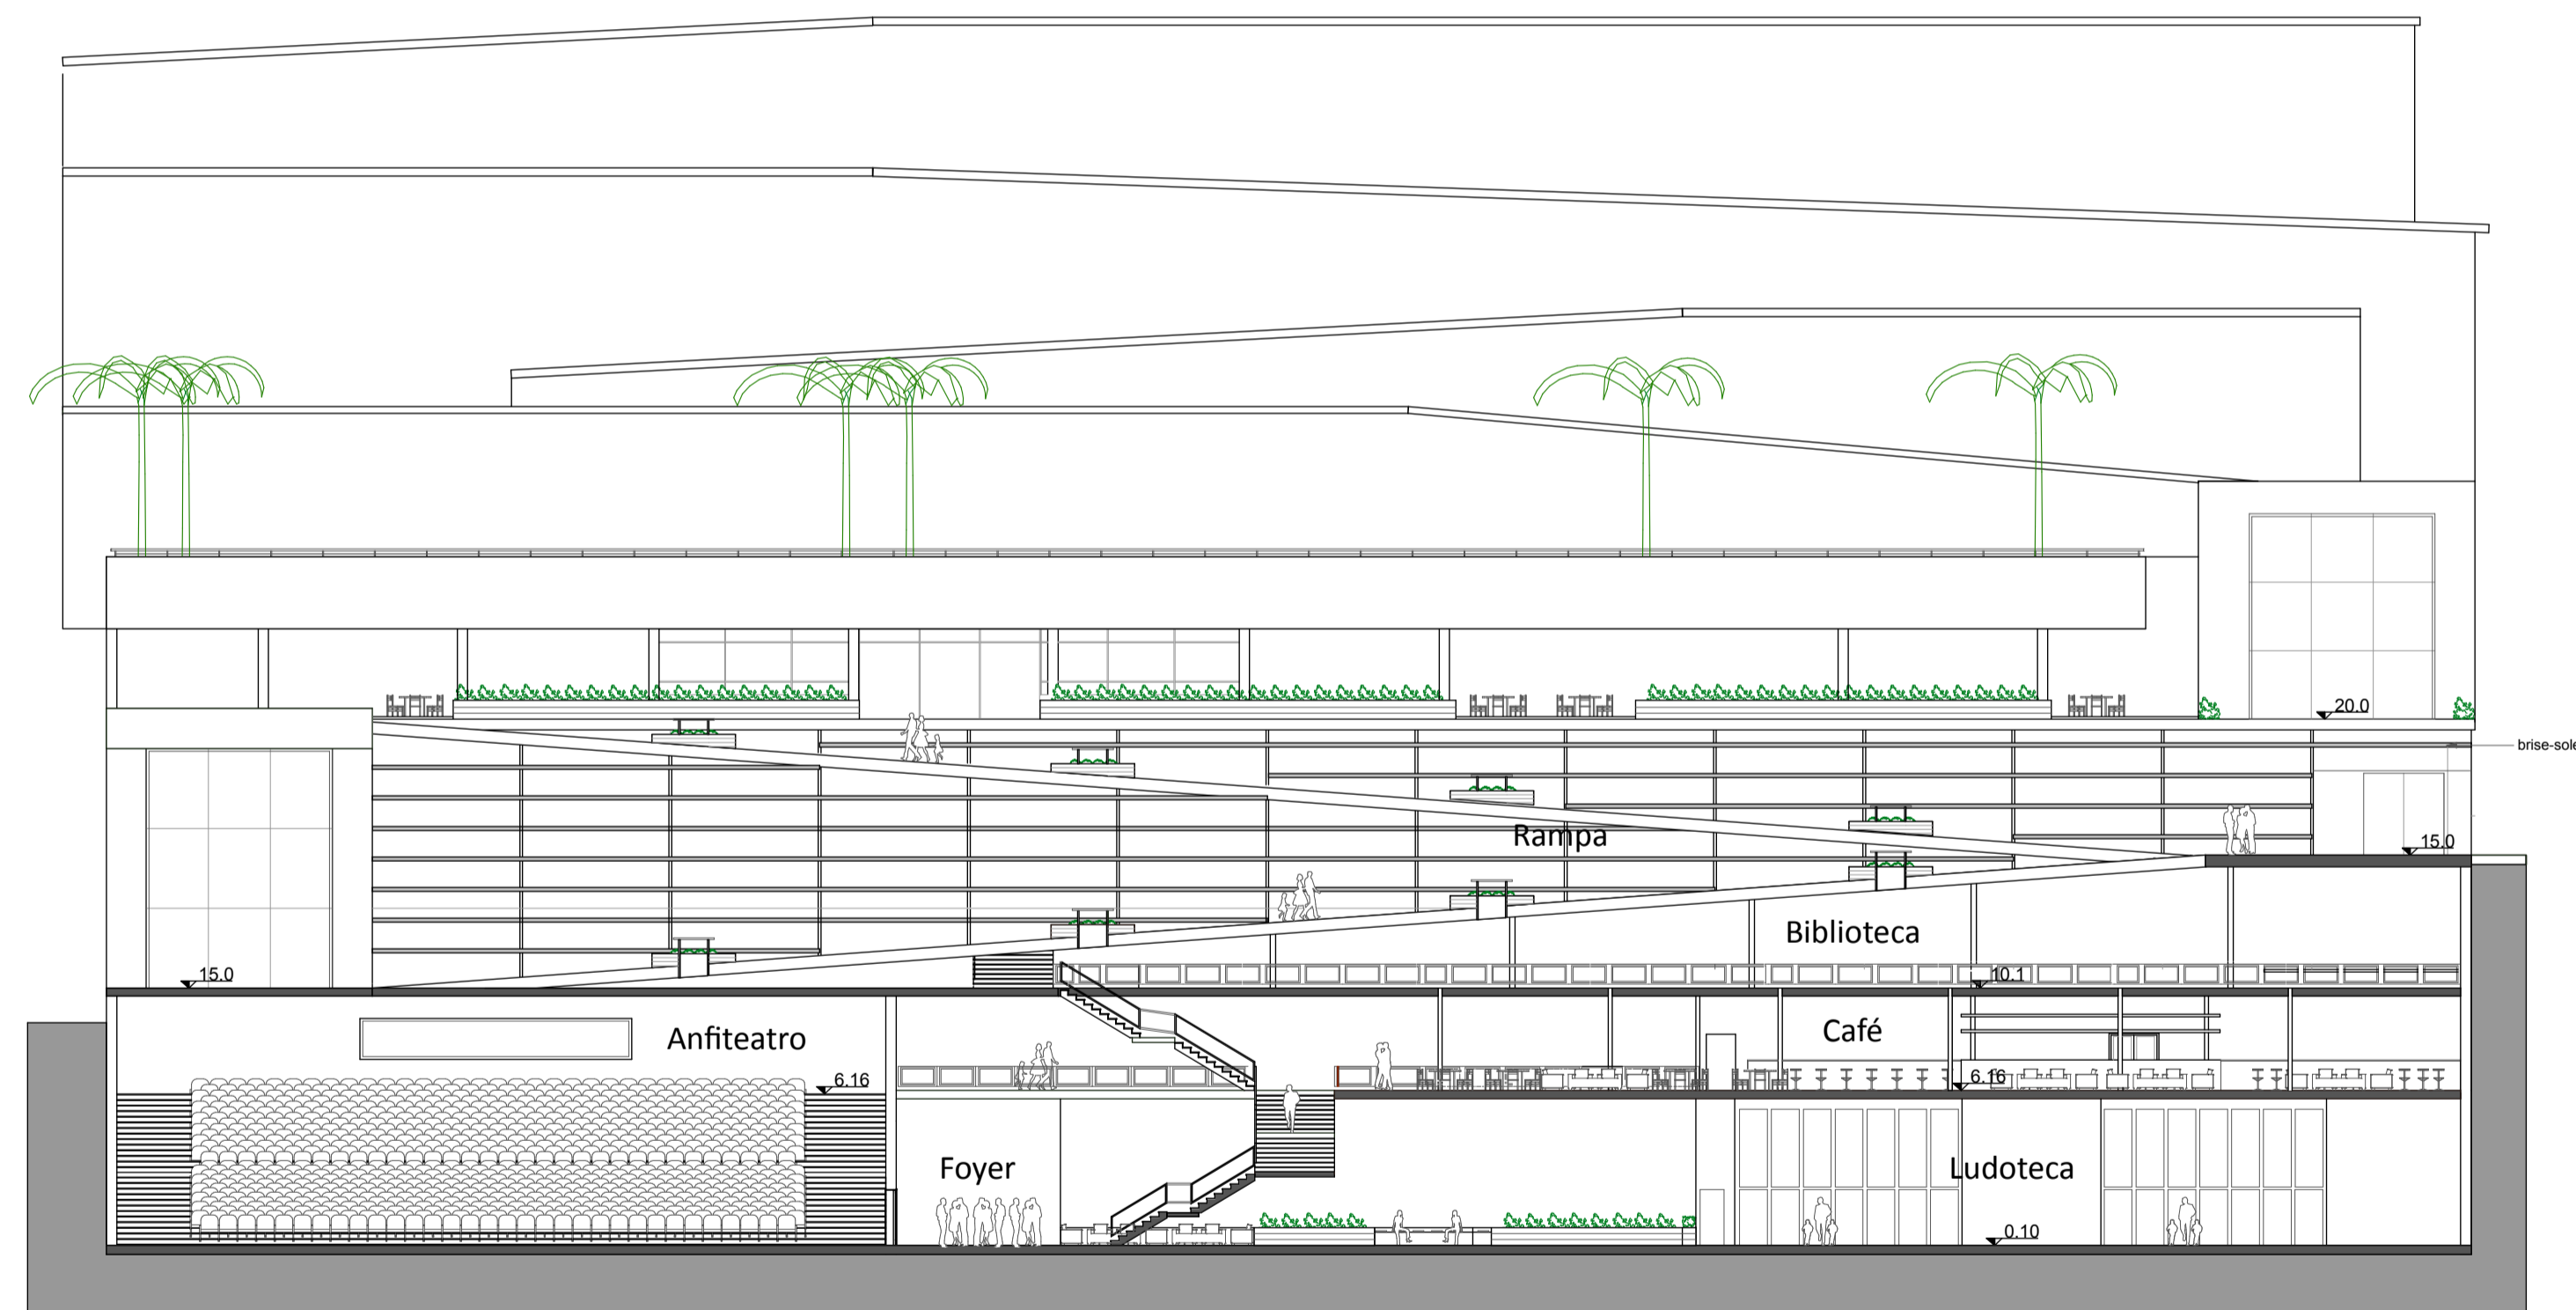 20.0
brise-sole
Rampa
15.0
Biblioteca
15.0
10.1
Anfiteatro
Café
6.16
6.16
Foyer
Ludoteca
0.10